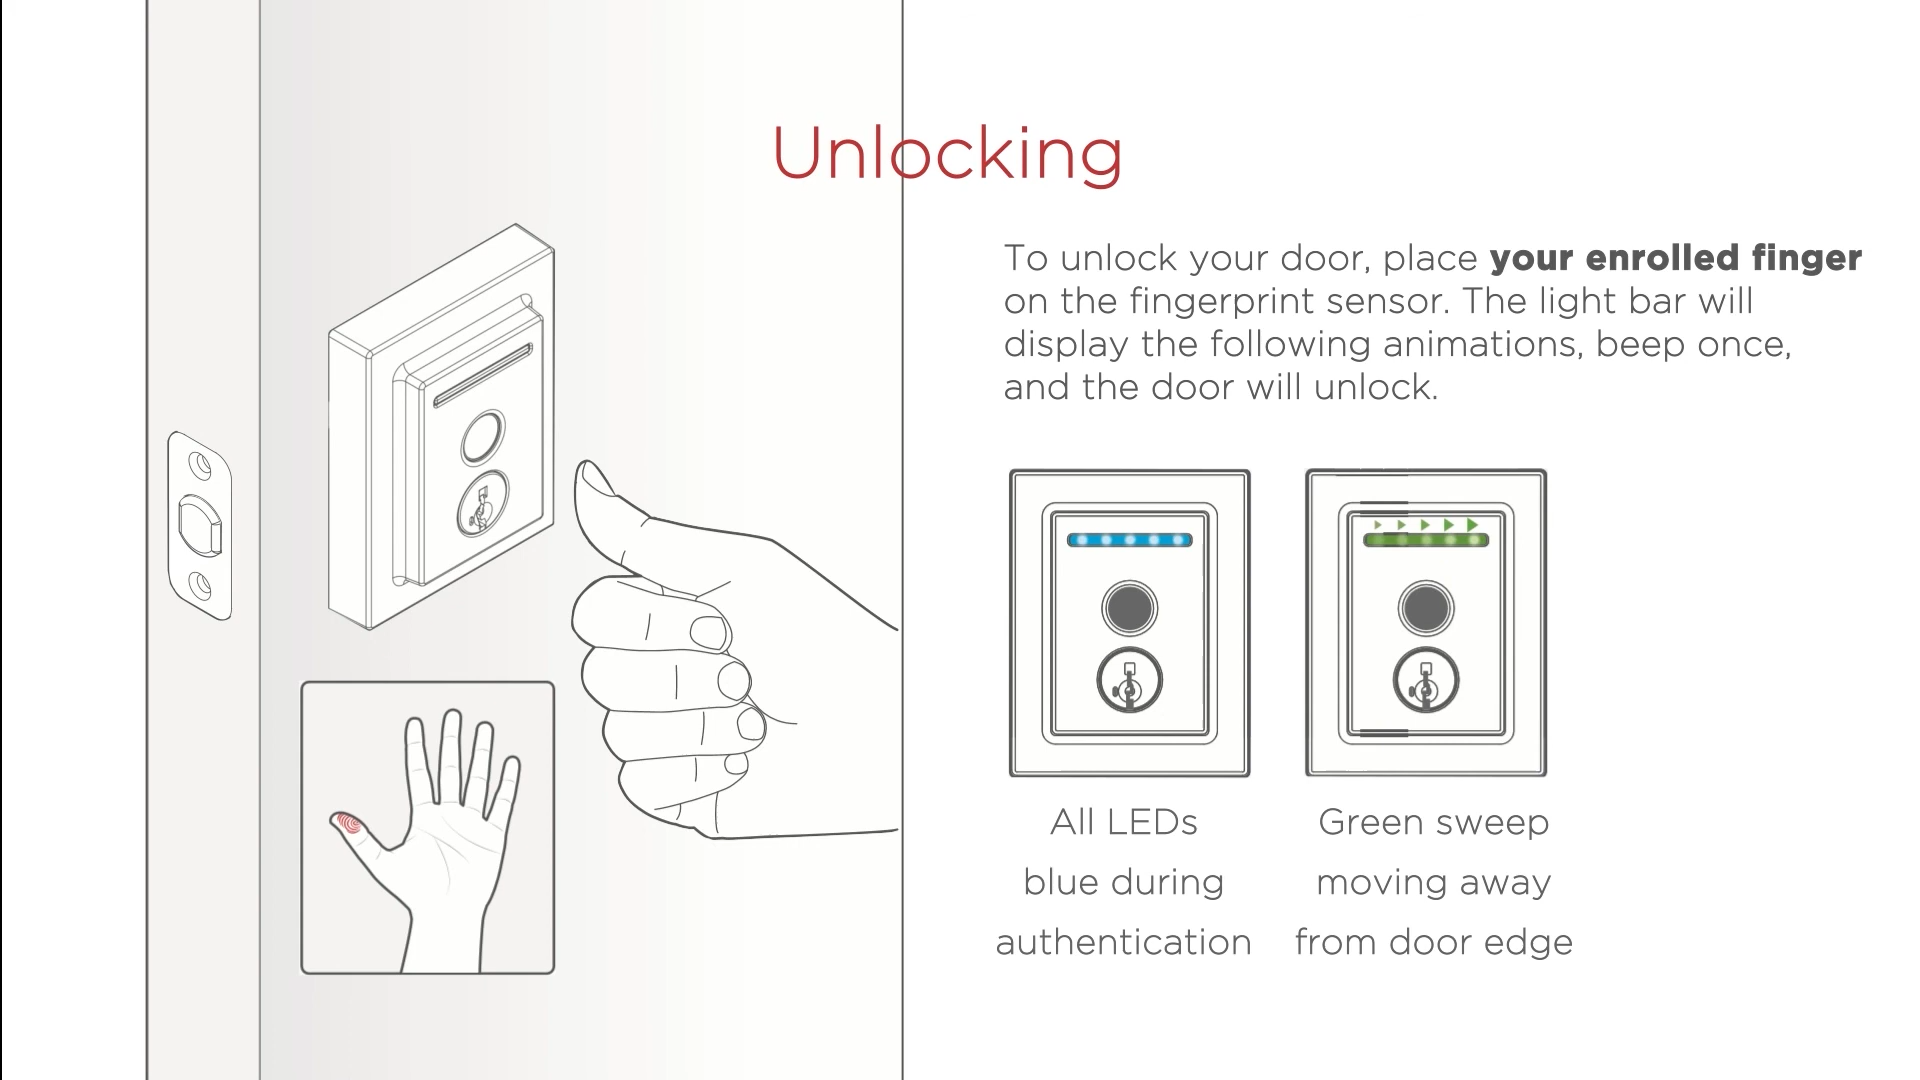 Unlocking
To unlock your door, place your enrolled finger
on the fingerprint sensor. The light bar will
display the following animations, beep once,
and the door will unlock.
All LEDs
blue during
authentication
Green sweep
moving away
from door edge